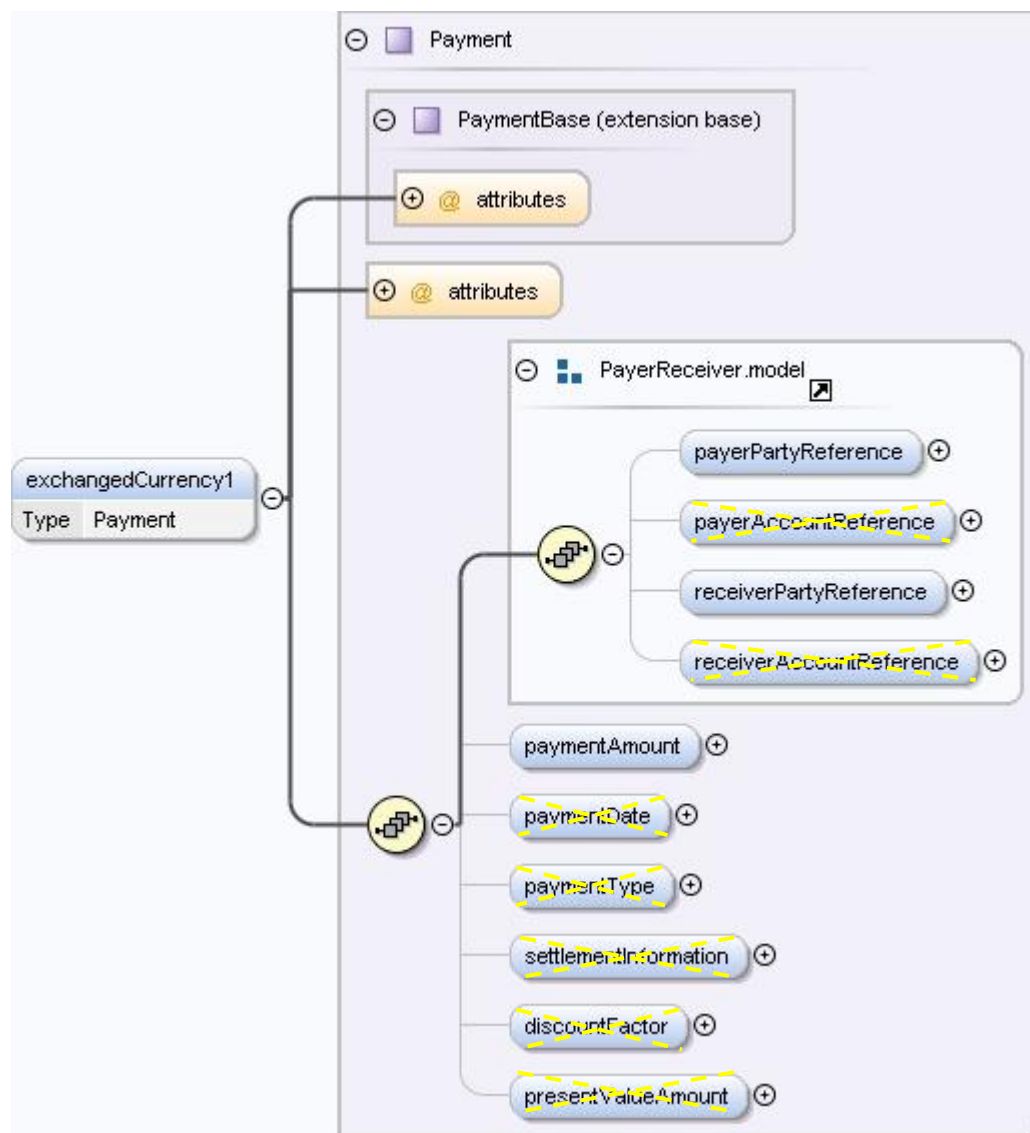 Payment
PaymentBase (extension base)
@ attributes
@ attributes
PayerReceiver.model
exchangedCurrency1
Type Payment
payerPartyReference
payerAccountReference
receiverPartyReference
receiverAccountReference
paymentAmount
paymentDate
paymentType
settlementInformation
discountFactor
presentValueAmount